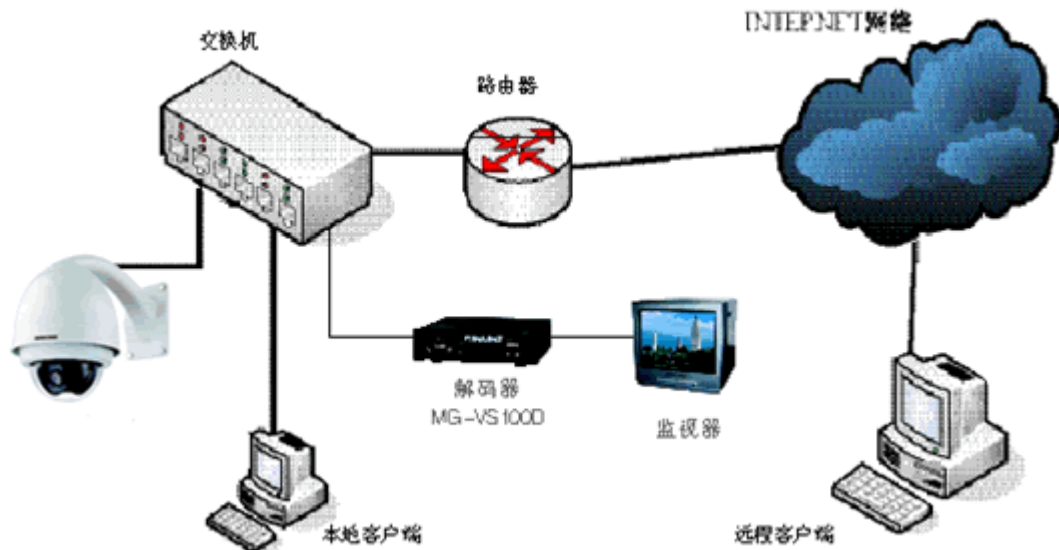 交换机
INTERNET网络
路由器
解码器
MG-VS100D
监视器
本地客户端
远程客户端